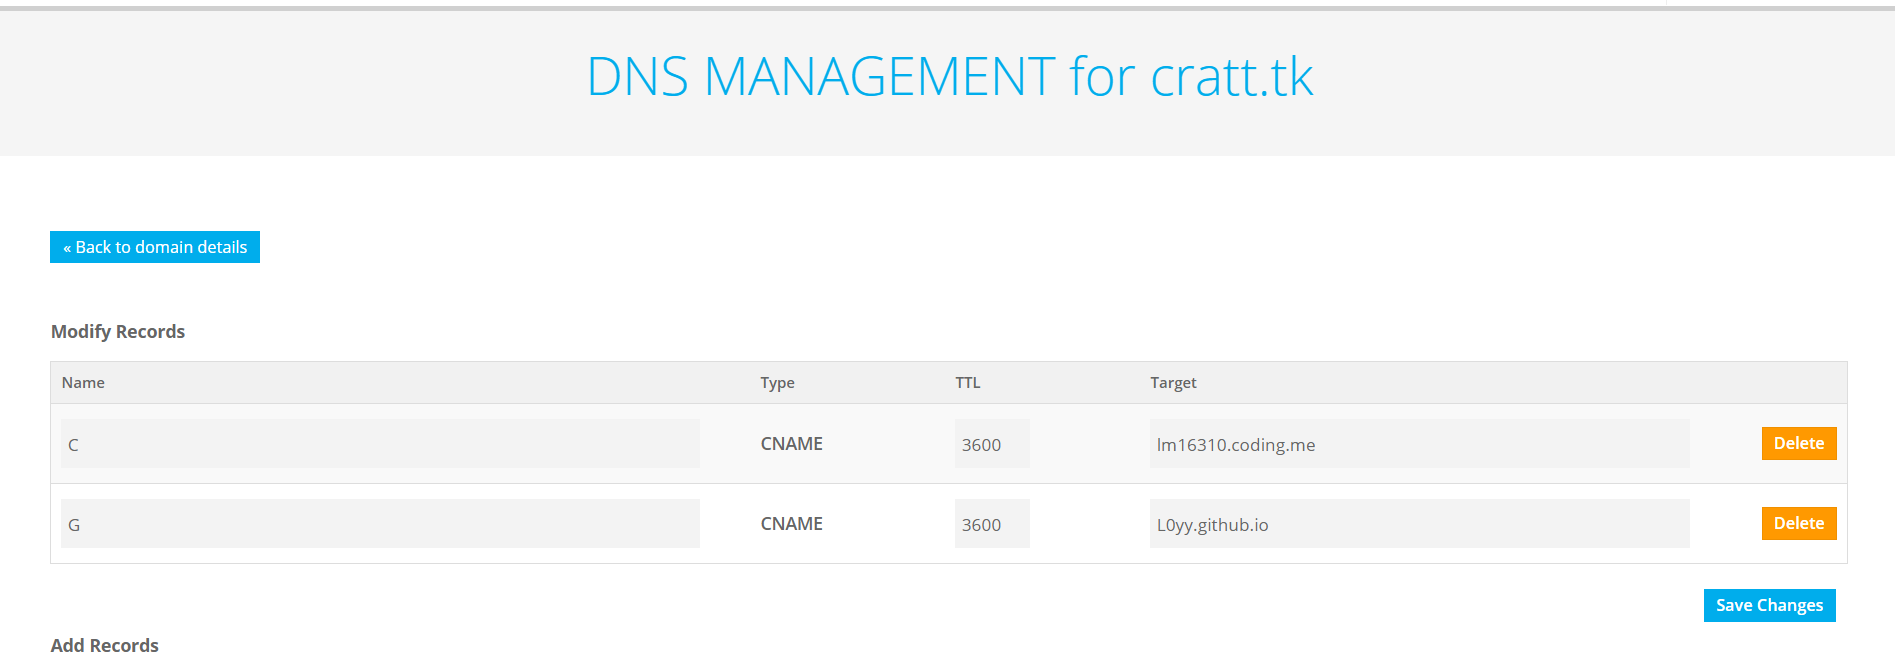 DNS MANAGEMENT for cratt.tk
« Back to domain details
Modify Records
Name Type TTL Target
C CNAME 3600 lm16310.coding.me Delete
G CNAME 3600 L0yy.github.io Delete
Save Changes
Add Records